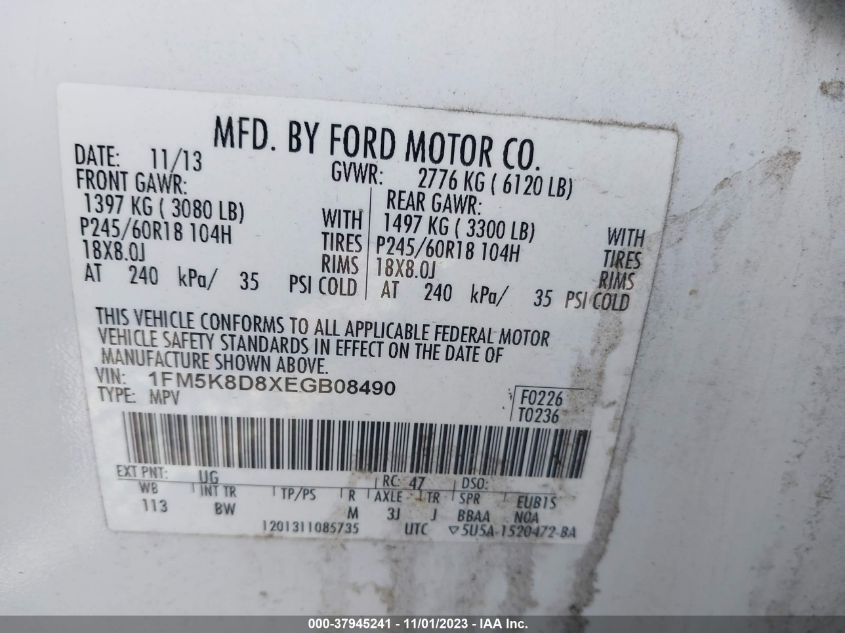 MFD. BY FORD MOTOR CO.
DATE: 11/13 GVWR: 2776 KG ( 6120 LB)
FRONT GAWR: REAR GAWR:
1397 KG ( 3080 LB) WITH 1497 KG ( 3300 LB) WITH
P245/60R18 104H TIRES P245/60R18 104H TIRES
18X8.0J RIMS 18X8.0J RIMS
AT 240 kPa/ 35 PSI COLD AT 240 kPa/ 35 PSI COLD
THIS VEHICLE CONFORMS TO ALL APPLICABLE FEDERAL MOTOR
VEHICLE SAFETY STANDARDS IN EFFECT ON THE DATE OF
MANUFACTURE SHOWN ABOVE.
VIN: 1FM5K8D8XEGB08490 F0226
TYPE: MPV T0236
EXT PNT: UG RC: 47 DSO:
WB INT TR TP/PS R AXLE TR SPR EUB1S
113 BW M 3J J BBAA NOA
1201311085735 UTC ▽5U5A-1520472-BA
000-37945241 - 11/01/2023 - IAA Inc.